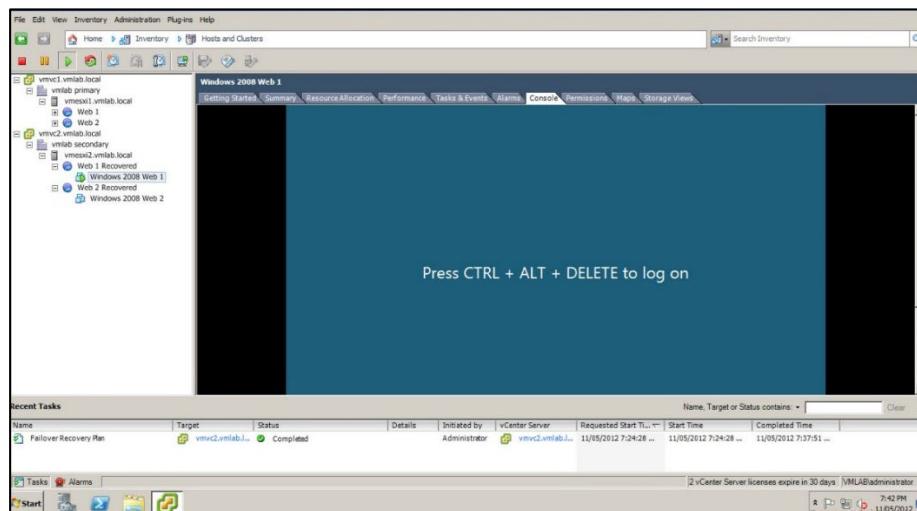 File Edit View Inventory Administration Plug-ins Help
Home Inventory Hosts and Clusters Search Inventory
vmvc1.vmlab.local
vmlab primary
vmesxi1.vmlab.local
Web 1
Web 2
vmvc2.vmlab.local
vmlab secondary
vmesxi2.vmlab.local
Web 1 Recovered
Windows 2008 Web 1
Web 2 Recovered
Windows 2008 Web 2
Windows 2008 Web 1
Getting Started Summary Resource Allocation Performance Tasks & Events Alarms Console Permissions Maps Storage Views
Press CTRL + ALT + DELETE to log on
Recent Tasks Name, Target or Status contains: Clear
Name Target Status Details Initiated by vCenter Server Requested Start Ti... Start Time Completed Time
Failover Recovery Plan vmvc2.vmlab.l... Completed Administrator vmvc2.vmlab.l... 11/05/2012 7:24:28 ... 11/05/2012 7:24:28 ... 11/05/2012 7:37:51 ...
Tasks Alarms 2 vCenter Server licenses expire in 30 days VMLAB\administrator
Start 7:42 PM
11/05/2012